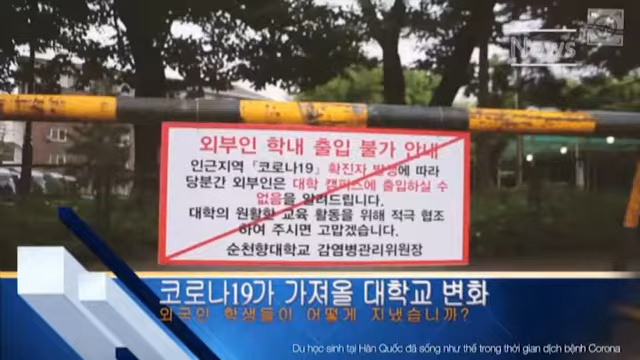 News
외부인 학내 출입 불가 안내
인근지역 「코로나19」 확진자 발생에 따라
당분간 외부인은 대학 캠퍼스에 출입하실 수
없음을 알려드립니다.
대학의 원활한 교육 활동을 위해 적극 협조
하여 주시면 고맙겠습니다.
순천향대학교 감염병관리위원장
코로나19가 가져올 대학교 변화
외국인 학생들이 어떻게 지냈습니까?
Du học sinh tại Hàn Quốc đã sống như thế trong thời gian dịch bệnh Corona